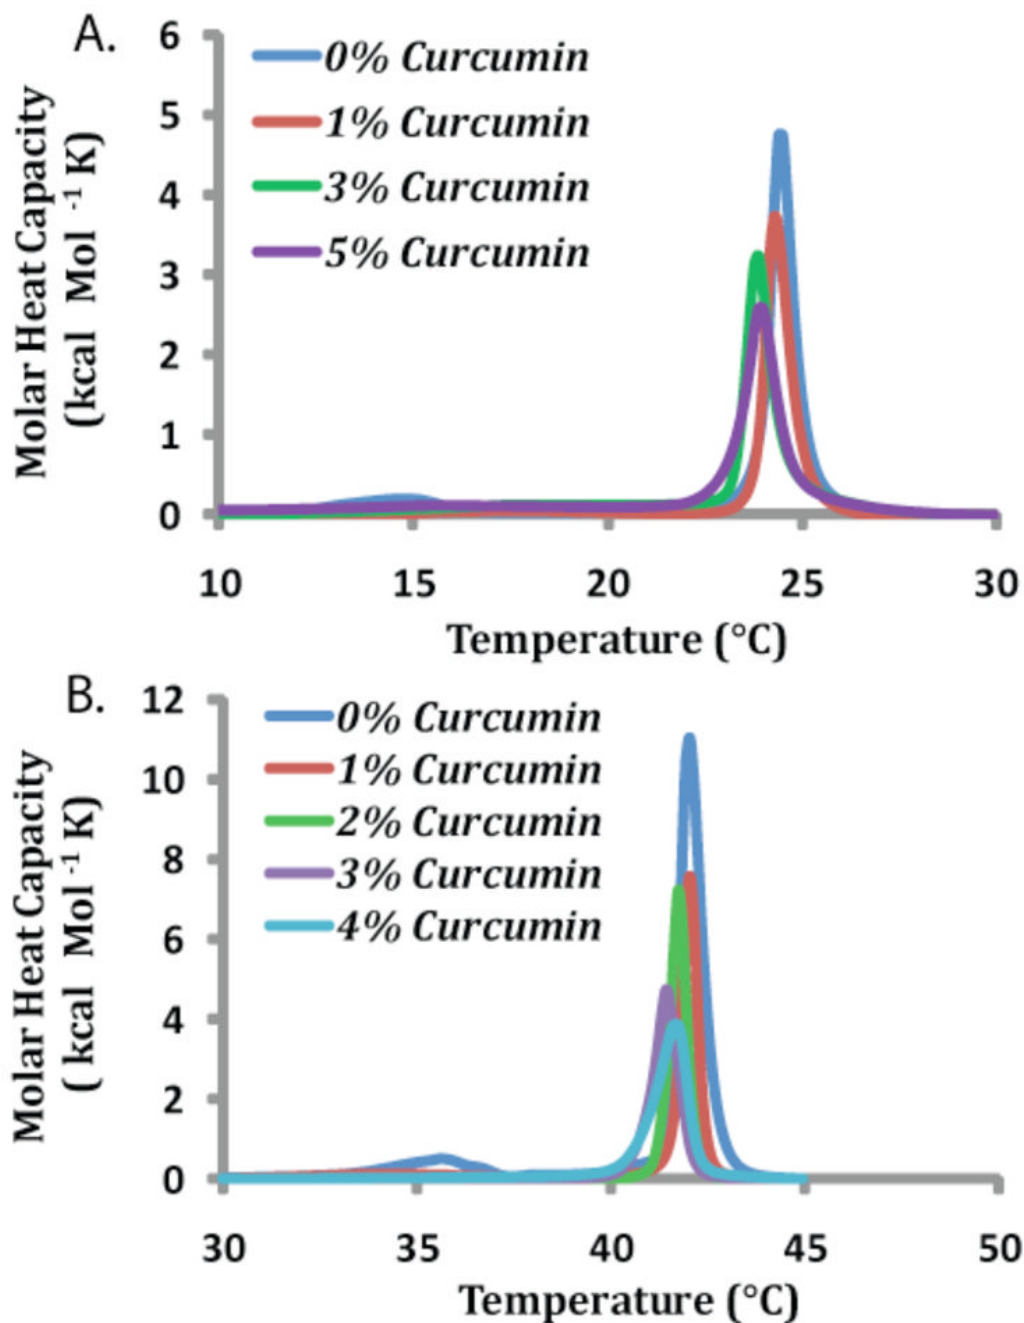 A.
Molar Heat Capacity
(kcal Mol -1 K)
6
5
4
3
2
1
0
0% Curcumin
1% Curcumin
3% Curcumin
5% Curcumin
10 15 20 25 30
Temperature (°C)
B.
Molar Heat Capacity
( kcal Mol -1 K)
12
10
8
6
4
2
0
0% Curcumin
1% Curcumin
2% Curcumin
3% Curcumin
4% Curcumin
30 35 40 45 50
Temperature (°C)